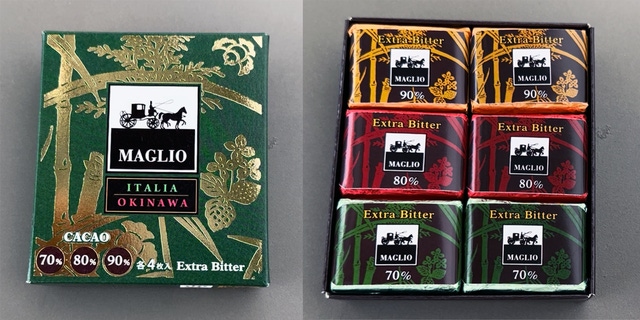 MAGLIO
ITALIA
OKINAWA
CACAO
70% 80% 90% 各4枚入 Extra Bitter
Extra Bitter
MAGLIO
90%
Extra Bitter
MAGLIO
90%
Extra Bitter
MAGLIO
80%
Extra Bitter
MAGLIO
80%
Extra Bitter
MAGLIO
70%
Extra Bitter
MAGLIO
70%